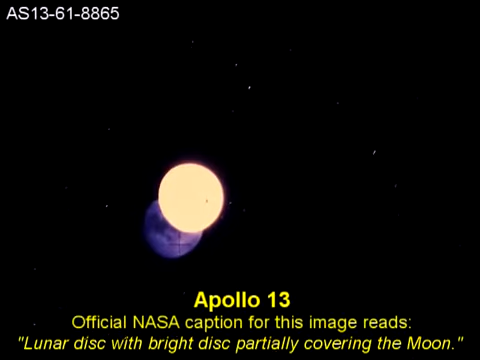 AS13-61-8865
Apollo 13
Official NASA caption for this image reads:
"Lunar disc with bright disc partially covering the Moon."